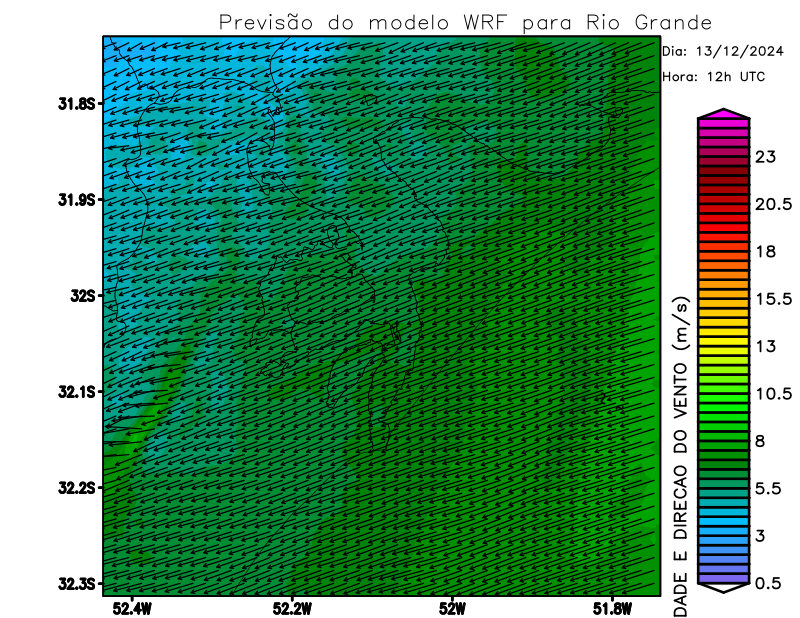 Previsão do modelo WRF para Rio Grande
Dia: 13/12/2024
Hora: 12h UTC
31.8S
31.9S
32S
32.1S
32.2S
32.3S
52.4W
52.2W
52W
51.8W
23
20.5
18
15.5
13
10.5
8
5.5
3
0.5
DADE E DIRECAO DO VENTO (m/s)